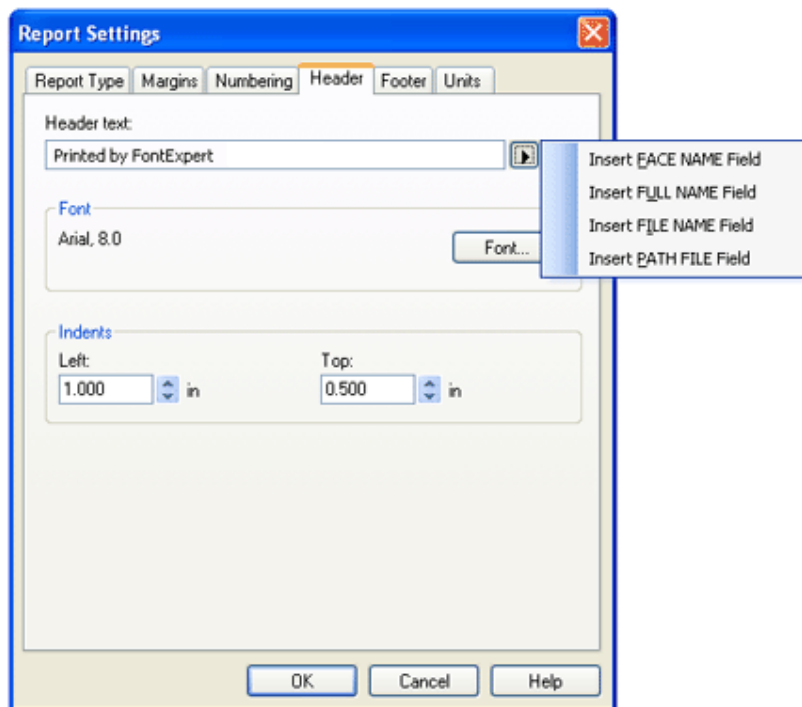 Report Settings
Report Type Margins Numbering Header Footer Units
Header text:
Printed by FontExpert
Insert FACE NAME Field
Insert FULL NAME Field
Insert FILE NAME Field
Insert PATH FILE Field
Font
Arial, 8.0
Font...
Indents
Left: Top:
1.000 in 0.500 in
OK Cancel Help